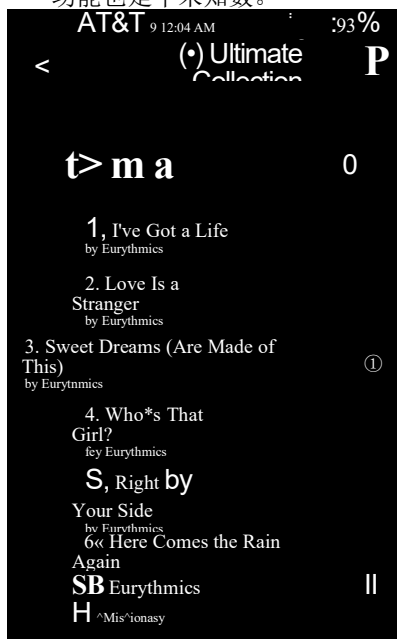 AT&T 9 12:04 AM :93%
< (•) Ultimate P
Collection
t> m a 0
1, I've Got a Life
by Eurythmics
2. Love Is a
Stranger
by Eurythmics
3. Sweet Dreams (Are Made of
This) ①
by Eurytnmics
4. Who*s That
Girl?
fey Eurythmics
S, Right by
Your Side
by Eurythmics
6« Here Comes the Rain
Again
SB Eurythmics II
H ^Mis^ionasy